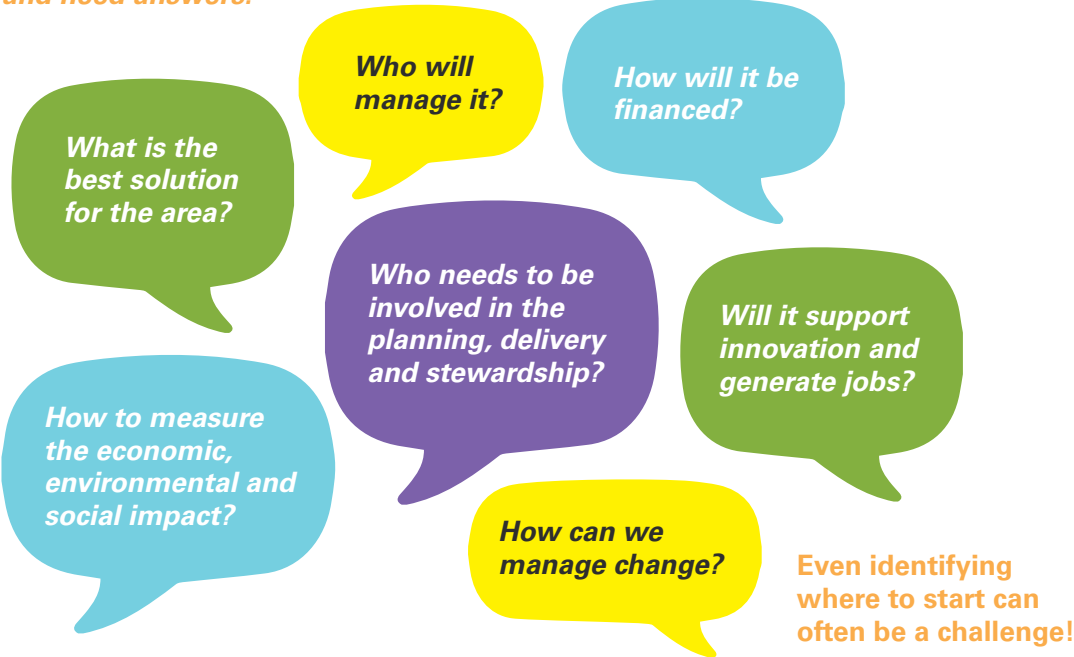 and need answers!
Who will
manage it?
How will it be
financed?
What is the
best solution
for the area?
Who needs to be
involved in the
planning, delivery
and stewardship?
Will it support
innovation and
generate jobs?
How to measure
the economic,
environmental and
social impact?
How can we
manage change?
Even identifying
where to start can
often be a challenge!